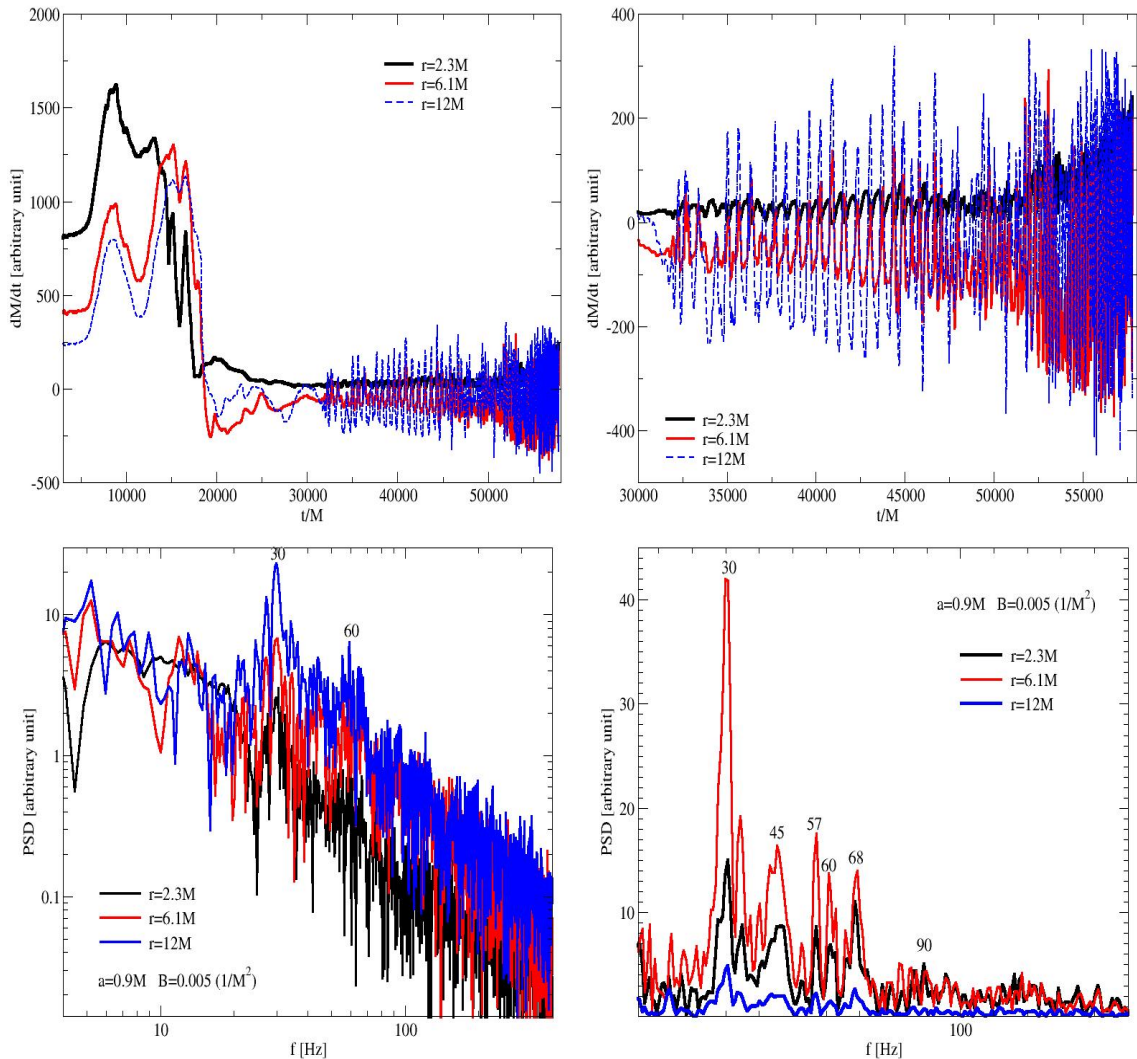 2000
1500
1000
500
0
-500
dM/dt [arbitrary unit]
r=2.3M
r=6.1M
r=12M
10000 20000 30000 40000 50000
t/M
400
200
0
-200
-400
dM/dt [arbitrary unit]
r=2.3M
r=6.1M
r=12M
30000 35000 40000 45000 50000 55000
t/M
30
60
10
1
0.1
PSD [arbitrary unit]
r=2.3M
r=6.1M
r=12M
a=0.9M B=0.005 (1/M²)
10 100
f [Hz]
30
a=0.9M B=0.005 (1/M²)
r=2.3M
r=6.1M
r=12M
40
30
20
10
PSD [arbitrary unit]
45
57
60
68
90
100
f [Hz]